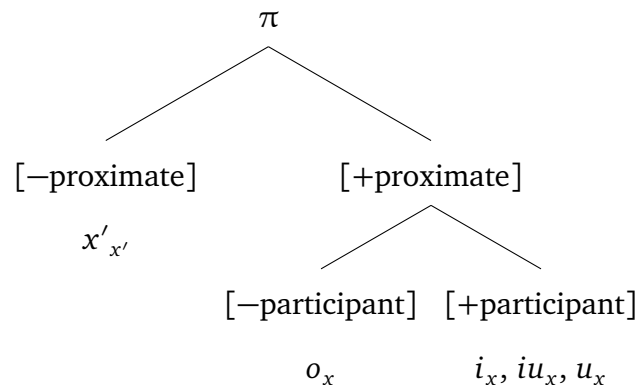 π
[−proximate] [+proximate]
x′ₓ′
[−participant] [+participant]
oₓ iₓ, iuₓ, uₓ